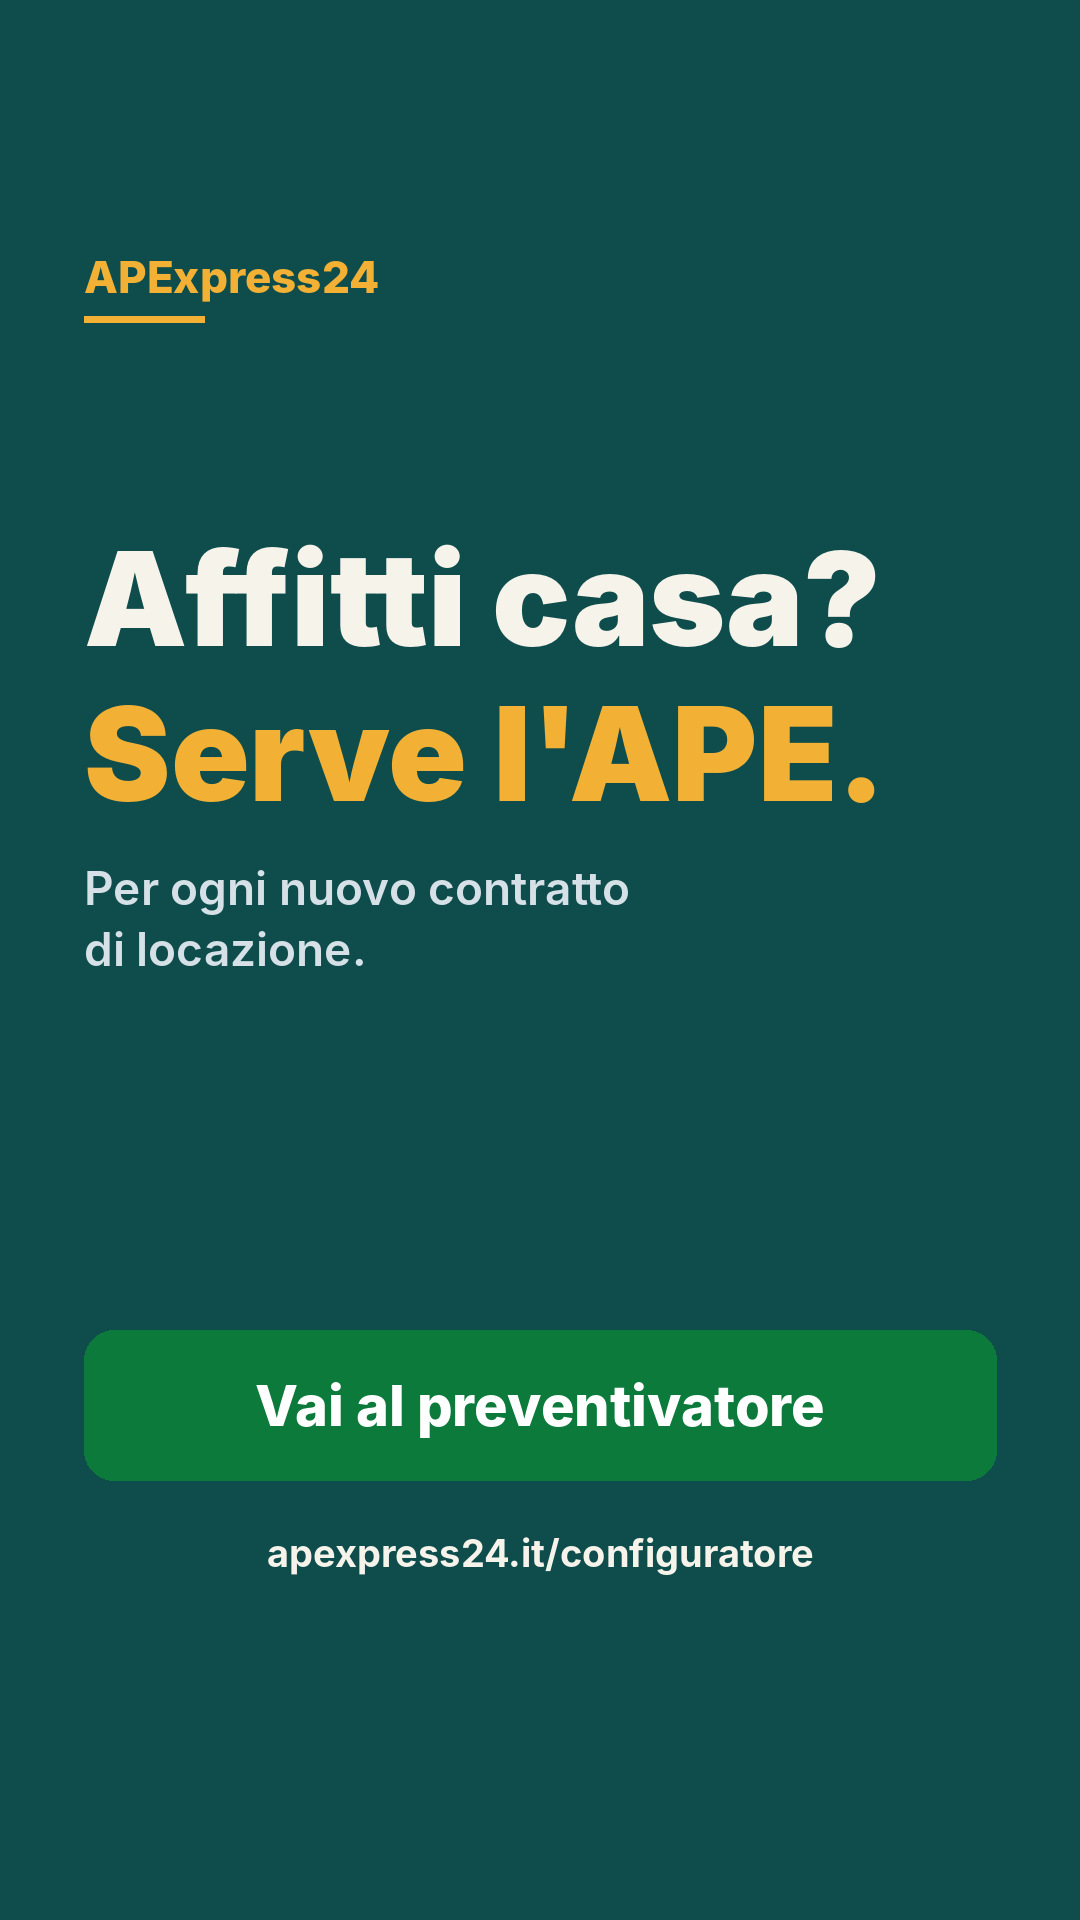 APExpress24
Affitti casa?
Serve l'APE.
Per ogni nuovo contratto
di locazione.
Vai al preventivatore
apexpress24.it/configuratore